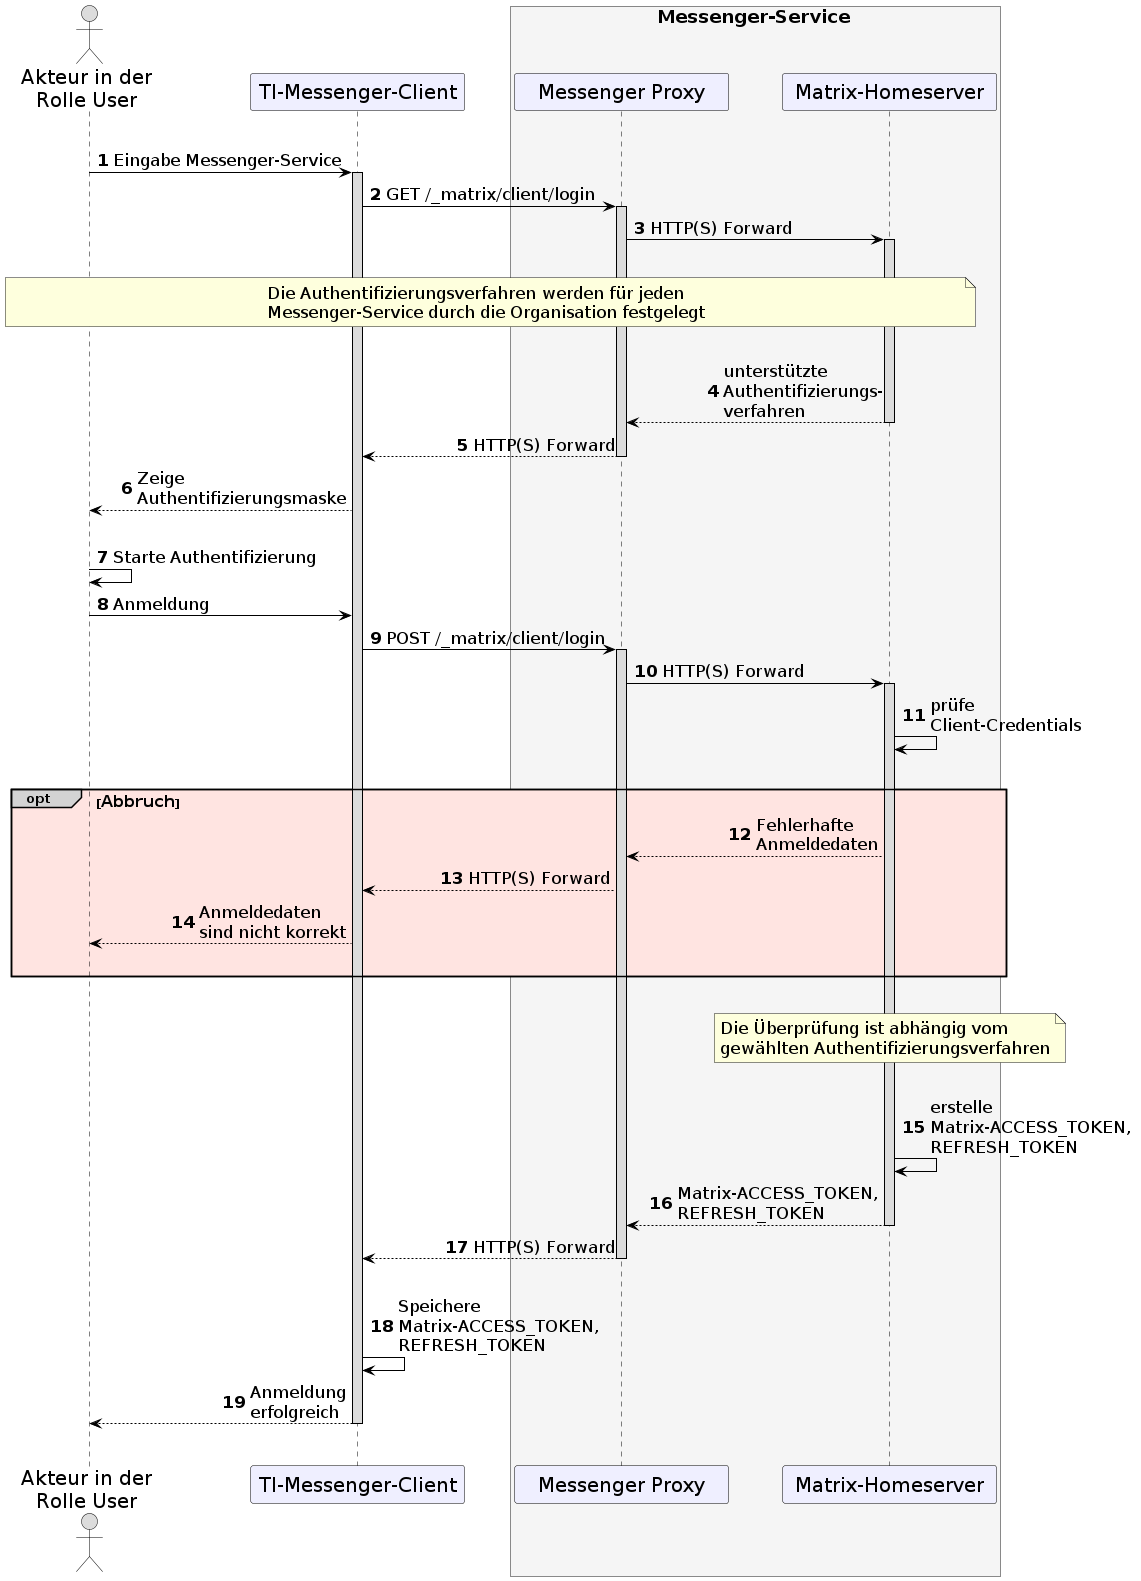 Messenger-Service
Akteur in der
Rolle User
TI-Messenger-Client
Messenger Proxy
Matrix-Homeserver
1 Eingabe Messenger-Service
2 GET /_matrix/client/login
3 HTTP(S) Forward
Die Authentifizierungsverfahren werden für jeden
Messenger-Service durch die Organisation festgelegt
unterstützte
4 Authentifizierungs-
verfahren
5 HTTP(S) Forward
6 Zeige
Authentifizierungsmaske
7 Starte Authentifizierung
8 Anmeldung
9 POST /_matrix/client/login
10 HTTP(S) Forward
11 prüfe
Client-Credentials
opt [Abbruch]
12 Fehlerhafte
Anmeldedaten
13 HTTP(S) Forward
14 Anmeldedaten
sind nicht korrekt
Die Überprüfung ist abhängig vom
gewählten Authentifizierungsverfahren
erstelle
15 Matrix-ACCESS_TOKEN,
REFRESH_TOKEN
16 Matrix-ACCESS_TOKEN,
REFRESH_TOKEN
17 HTTP(S) Forward
Speichere
18 Matrix-ACCESS_TOKEN,
REFRESH_TOKEN
19 Anmeldung
erfolgreich
Akteur in der
Rolle User
TI-Messenger-Client
Messenger Proxy
Matrix-Homeserver